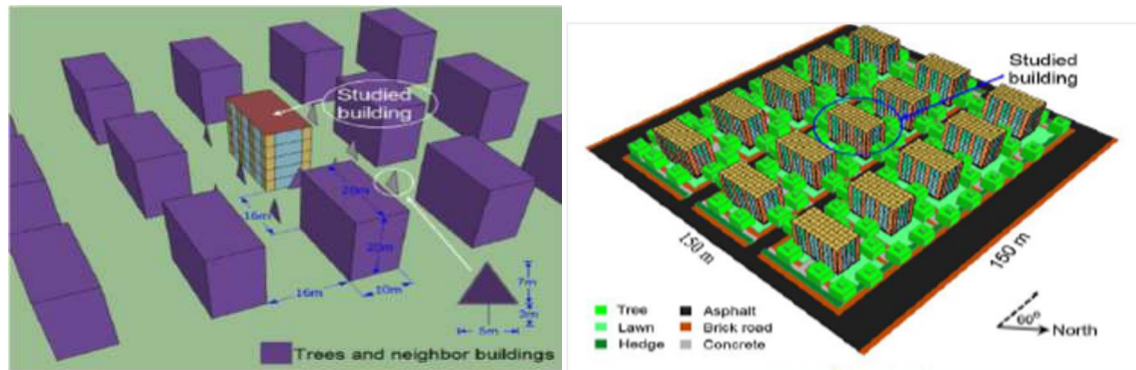 Studied
building
20m
16m
20m
16m
10m
7m
3m
5m
Trees and neighbor buildings
Studied
building
150 m
150 m
Tree
Asphalt
Lawn
Brick road
Hedge
Concrete
60°
North